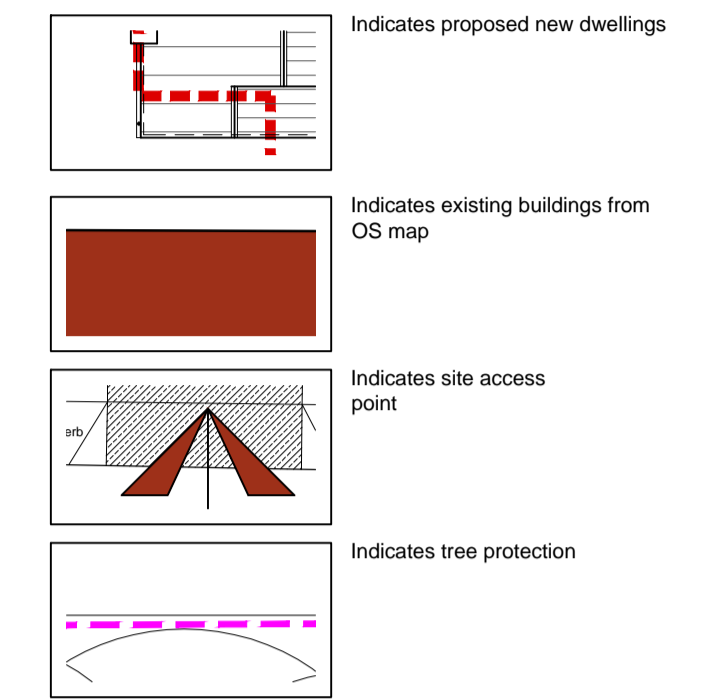 Indicates proposed new dwellings
Indicates existing buildings from
OS map
Indicates site access
point
erb
Indicates tree protection